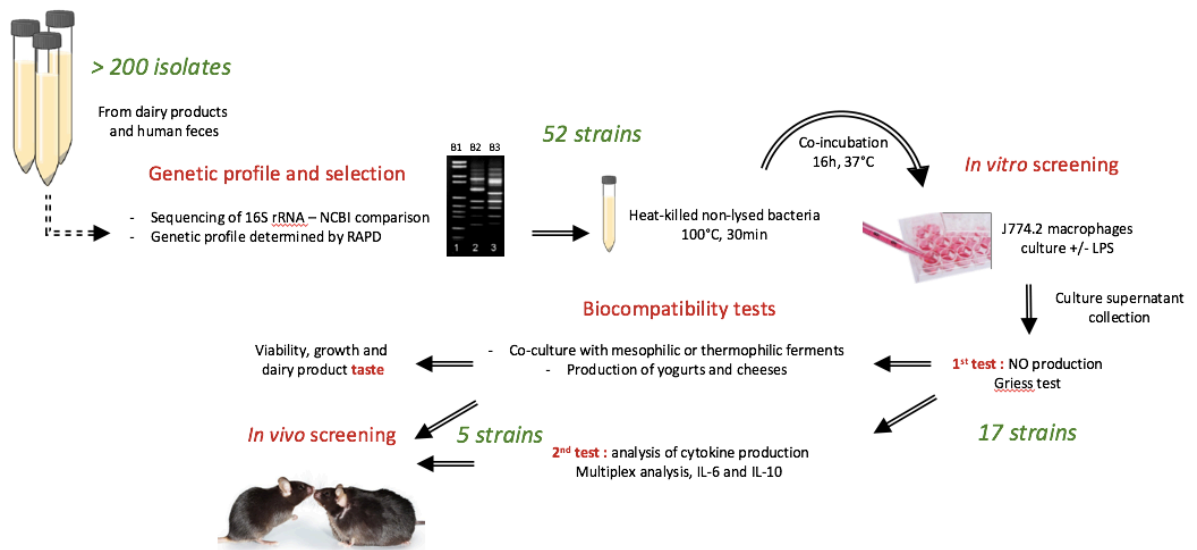 > 200 isolates
From dairy products
and human feces
Genetic profile and selection
- Sequencing of 16S rRNA – NCBI comparison
- Genetic profile determined by RAPD
B1 B2 B3
1 2 3
52 strains
Heat-killed non-lysed bacteria
100°C, 30min
Co-incubation
16h, 37°C
In vitro screening
J774.2 macrophages
culture +/- LPS
Culture supernatant
collection
1st test : NO production
Griess test
17 strains
Biocompatibility tests
- Co-culture with mesophilic or thermophilic ferments
- Production of yogurts and cheeses
Viability, growth and
dairy product taste
2nd test : analysis of cytokine production
Multiplex analysis, IL-6 and IL-10
5 strains
In vivo screening